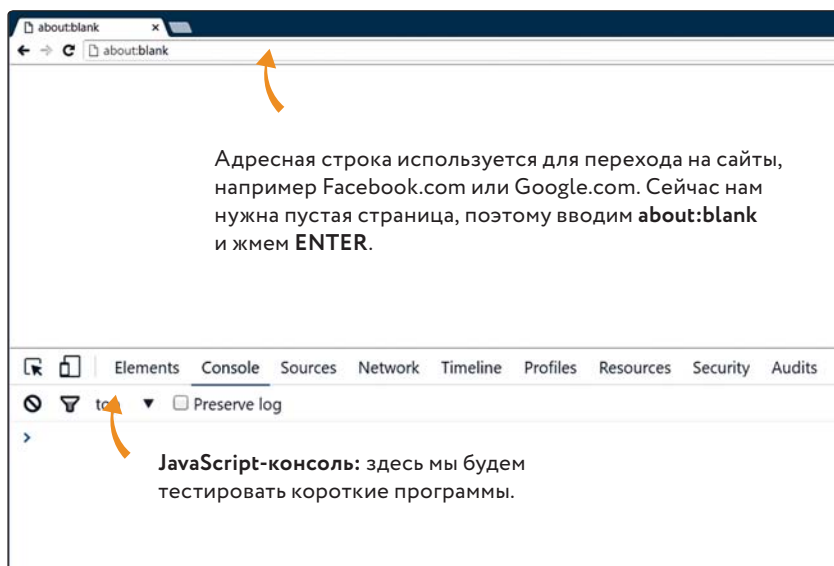 about:blank ×
about:blank
Адресная строка используется для перехода на сайты,
например Facebook.com или Google.com. Сейчас нам
нужна пустая страница, поэтому вводим about:blank
и жмем ENTER.
Elements Console Sources Network Timeline Profiles Resources Security Audits
▼ Preserve log
>
JavaScript-консоль: здесь мы будем
тестировать короткие программы.